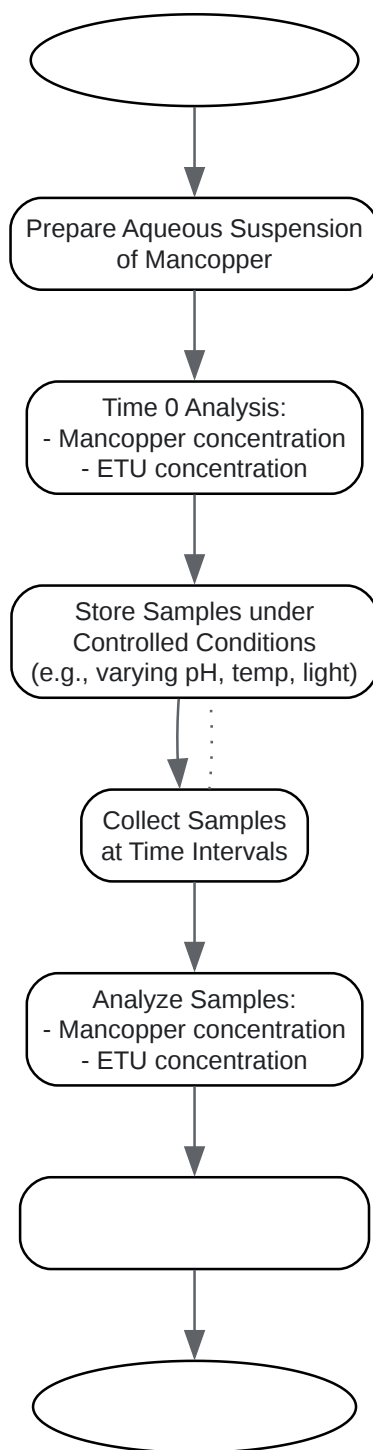 Prepare Aqueous Suspension
of Mancopper
Time 0 Analysis:
- Mancopper concentration
- ETU concentration
Store Samples under
Controlled Conditions
(e.g., varying pH, temp, light)
Collect Samples
at Time Intervals
Analyze Samples:
- Mancopper concentration
- ETU concentration